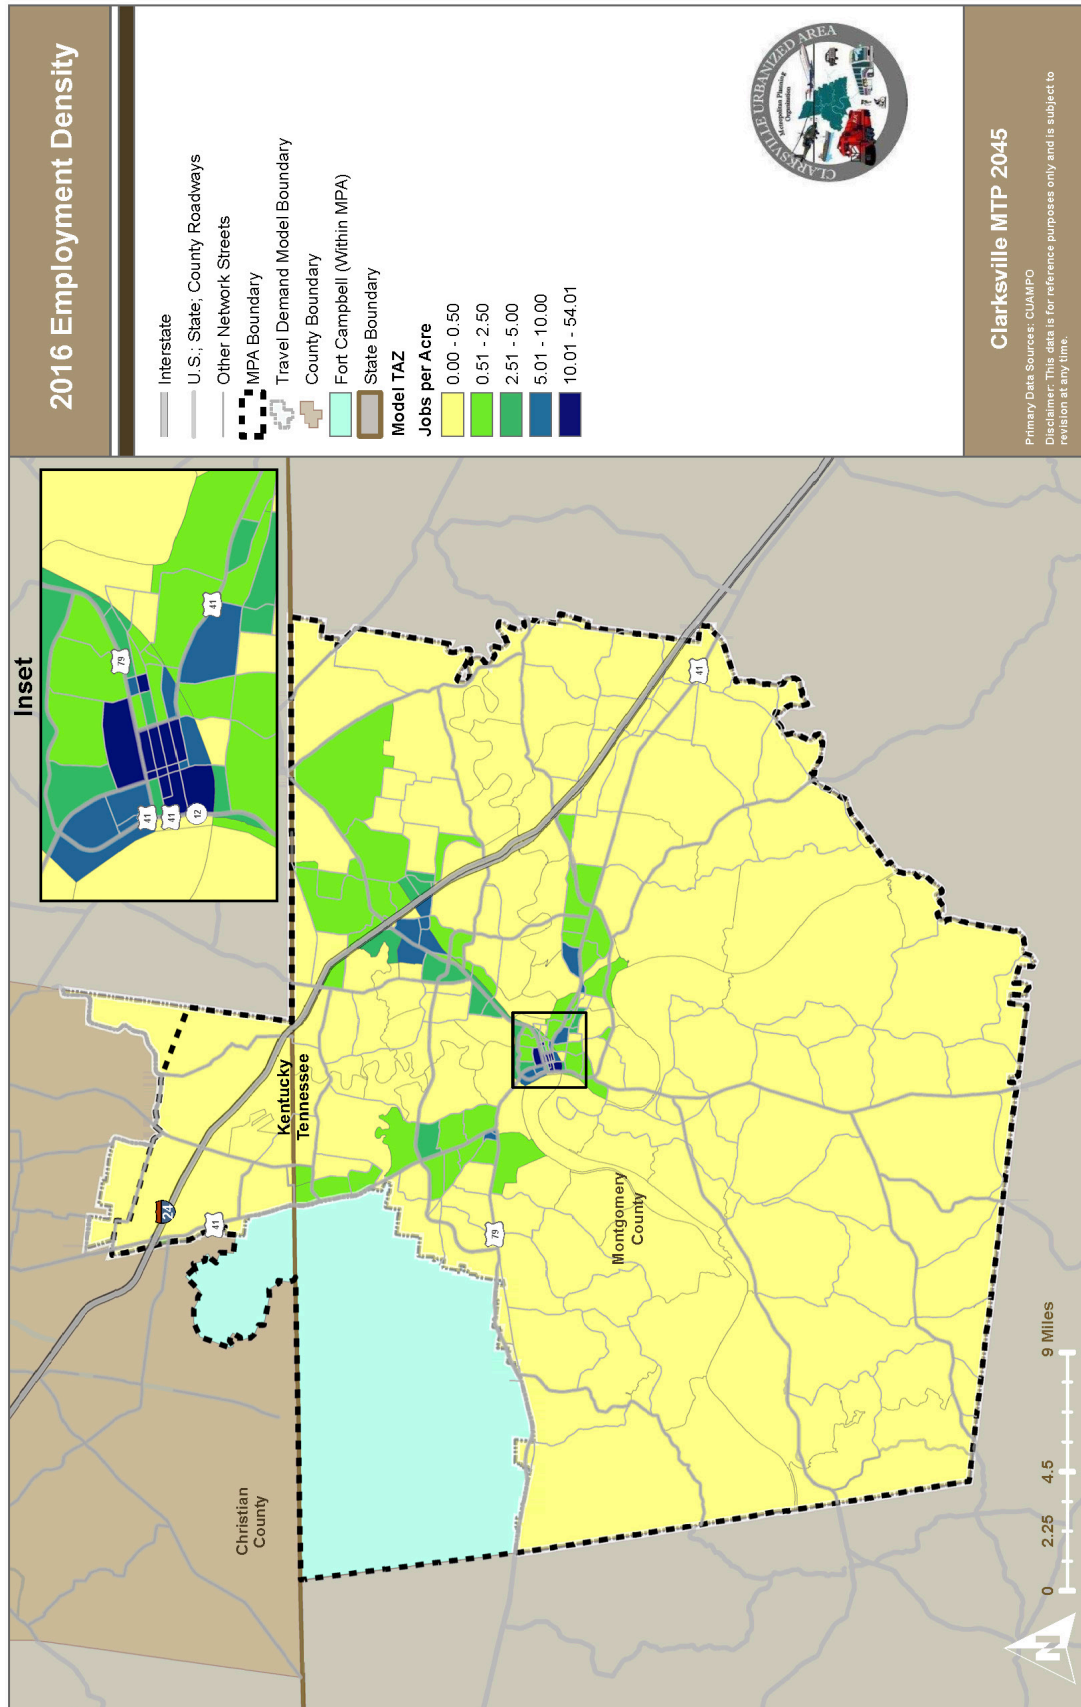 2016 Employment Density
Interstate
U.S.; State; County Roadways
Other Network Streets
MPA Boundary
Travel Demand Model Boundary
County Boundary
Fort Campbell (Within MPA)
State Boundary
Model TAZ
Jobs per Acre
0.00 - 0.50
0.51 - 2.50
2.51 - 5.00
5.01 - 10.00
10.01 - 54.01
CLARKSVILLE URBANIZED AREA
Metropolitan Planning
Organization
Clarksville MTP 2045
Primary Data Sources: CUAMPO
Disclaimer: This data is for reference purposes only and is subject to
revision at any time.
Inset
79
41
41
41
12
Christian
County
24
41
Kentucky
Tennessee
79
41
Montgomery
County
N
0 2.25 4.5 9 Miles